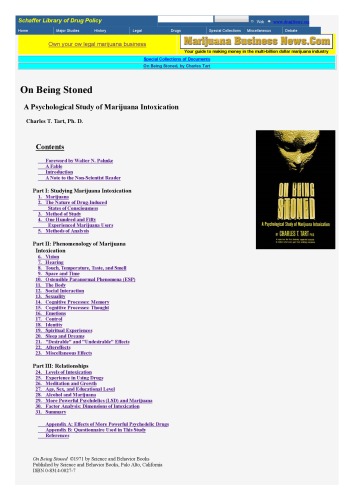 Schaffer Library of Drug Policy
Web
Home Major Studies History Legal Drugs Special Collections Miscellaneous Debate
Own your ow legal marijuana business
Marijuana Business News.Com
Your guide to making money in the multi-billion dollar marijuana industry
Special Collections of Documents
On Being Stoned, by Charles Tart
On Being Stoned
A Psychological Study of Marijuana Intoxication
Charles T. Tart, Ph. D.
Contents
Foreword by Walter N. Pahnke
A Fable
Introduction
A Note to the Non-Scientist Reader
Part I: Studying Marijuana Intoxication
1. Marijuana
2. The Nature of Drug-Induced
States of Consciousness
3. Method of Study
4. One Hundred and Fifty
Experienced Marijuana Users
5. Methods of Analysis
Part II: Phenomenology of Marijuana
Intoxication
6. Vision
7. Hearing
8. Touch, Temperature, Taste, and Smell
9. Space and Time
10. Ostensible Paranormal Phenomena (ESP)
11. The Body
12. Social Interaction
13. Sexuality
14. Cognitive Processes: Memory
15. Cognitive Processes: Thought
16. Emotions
17. Control
18. Identity
19. Spiritual Experiences
20. Sleep and Dreams
21. "Desirable" and "Undesirable" Effects
22. Aftereffects
23. Miscellaneous Effects
Part III: Relationships
24. Levels of Intoxication
25. Experience in Using Drugs
26. Meditation and Growth
27. Age, Sex, and Educational Level
28. Alcohol and Marijuana
29. More Powerful Psychedelics (LSD) and Marijuana
30. Factor Analysis: Dimensions of Intoxication
31. Summary
Appendix A: Effects of More Powerful Psychedelic Drugs
Appendix B: Questionnaire Used in This Study
References
ON BEING
STONED
A Psychological Study of Marijuana Intoxication
BY CHARLES T. TART
On Being Stoned ©1971 by Science and Behavior Books
Published by Science and Behavior Books, Palo Alto, California
ISBN 0-8314-0027-7